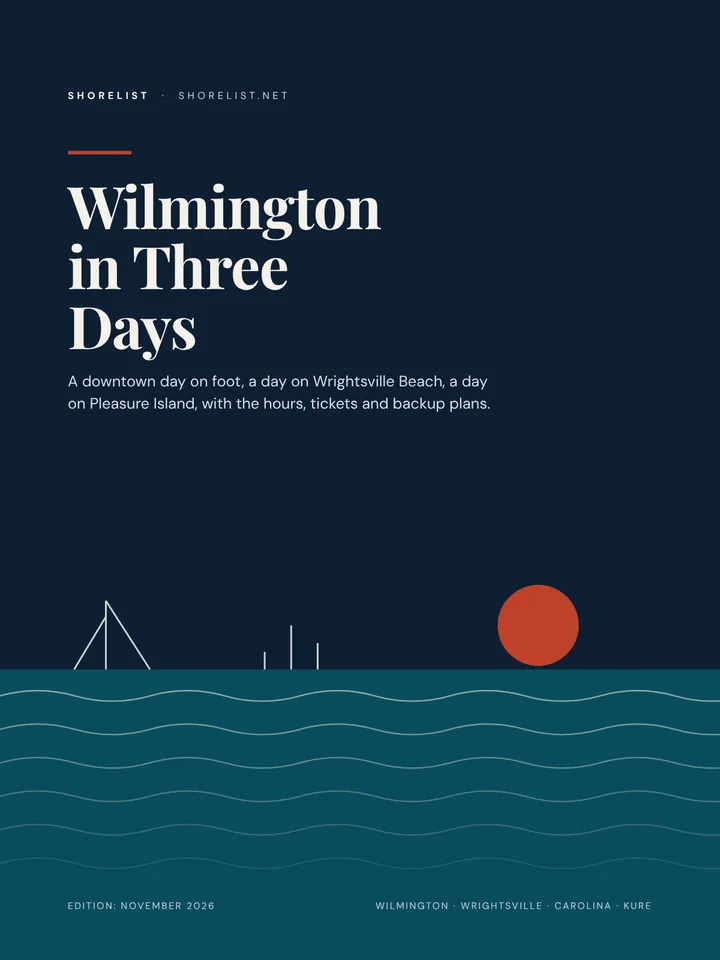 SHORELIST · SHORELIST.NET
Wilmington
in Three
Days
A downtown day on foot, a day on Wrightsville Beach, a day
on Pleasure Island, with the hours, tickets and backup plans.
EDITION: NOVEMBER 2026
WILMINGTON · WRIGHTSVILLE · CAROLINA · KURE